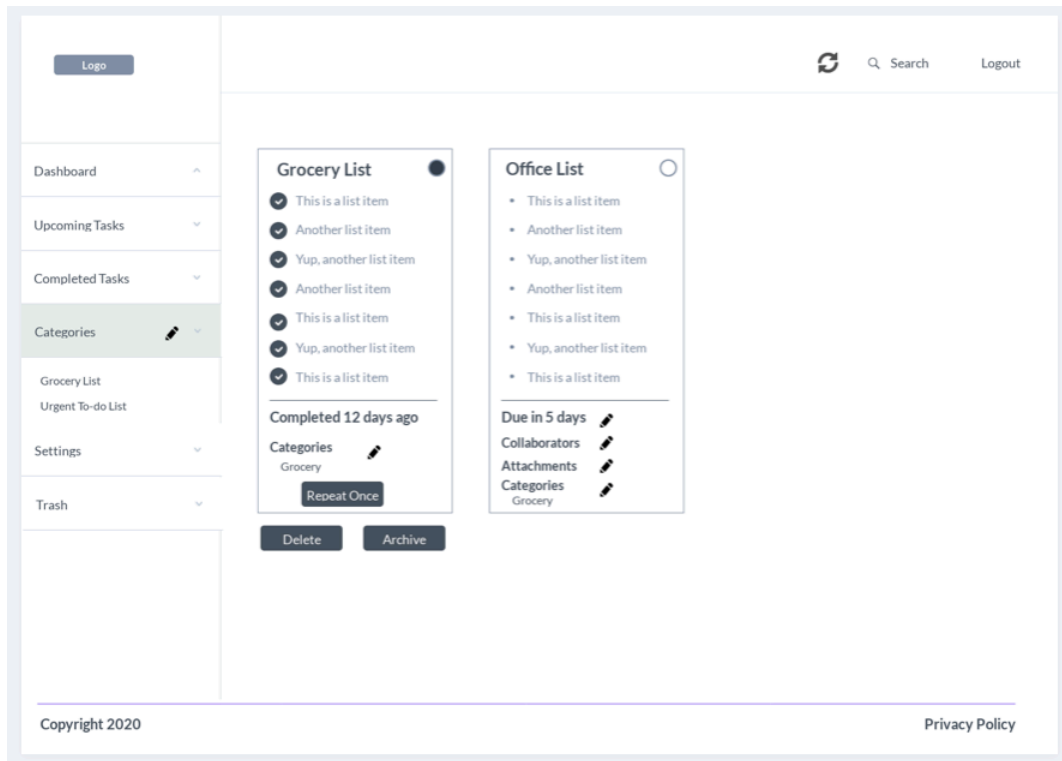 Logo
Search
Logout
Dashboard
Upcoming Tasks
Completed Tasks
Categories
Grocery List
Urgent To-do List
Settings
Trash
Grocery List
This is a list item
Another list item
Yup, another list item
Another list item
This is a list item
Yup, another list item
This is a list item
Completed 12 days ago
Categories
Grocery
Repeat Once
Delete
Archive
Office List
This is a list item
Another list item
Yup, another list item
Another list item
This is a list item
Yup, another list item
This is a list item
Due in 5 days
Collaborators
Attachments
Categories
Grocery
Copyright 2020
Privacy Policy